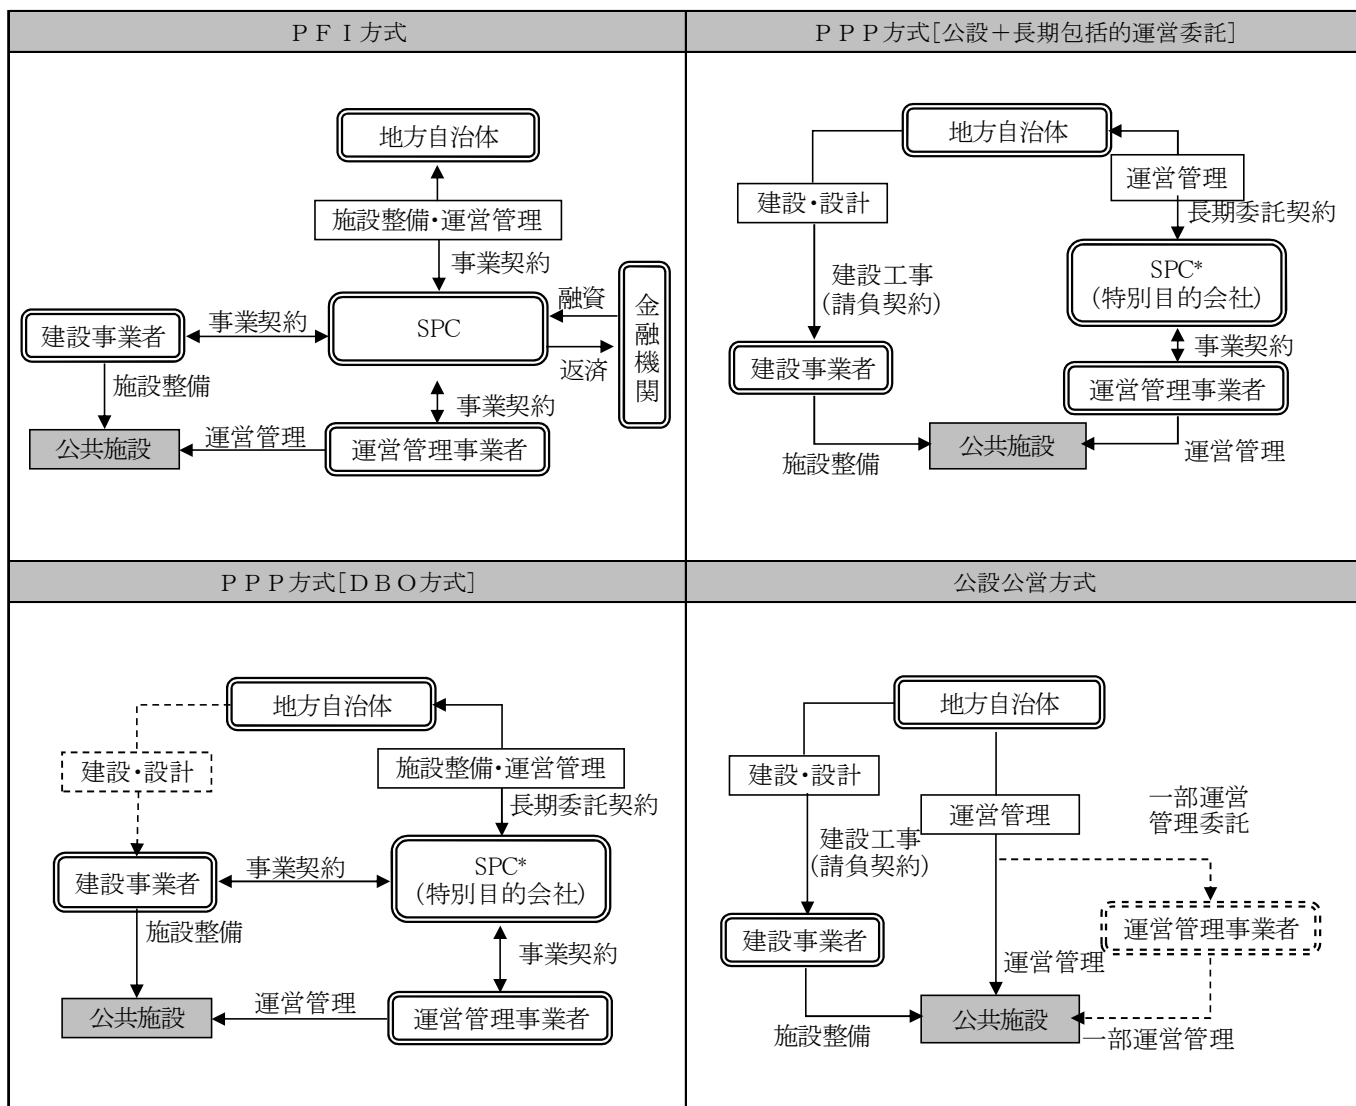 ＰＦＩ方式
地方自治体
施設整備・運営管理
事業契約
融資
金融機関
SPC
建設事業者
事業契約
返済
施設整備
事業契約
運営管理
公共施設
運営管理事業者
ＰＰＰ方式[公設＋長期包括的運営委託]
地方自治体
運営管理
建設・設計
長期委託契約
SPC*
(特別目的会社)
建設工事
(請負契約)
事業契約
建設事業者
運営管理事業者
公共施設
施設整備
運営管理
ＰＰＰ方式[ＤＢＯ方式]
地方自治体
建設・設計
施設整備・運営管理
長期委託契約
SPC*
(特別目的会社)
事業契約
建設事業者
施設整備
事業契約
運営管理
公共施設
運営管理事業者
公設公営方式
地方自治体
建設・設計
運営管理
一部運営
管理委託
建設工事
(請負契約)
建設事業者
運営管理事業者
運営管理
公共施設
施設整備
一部運営管理